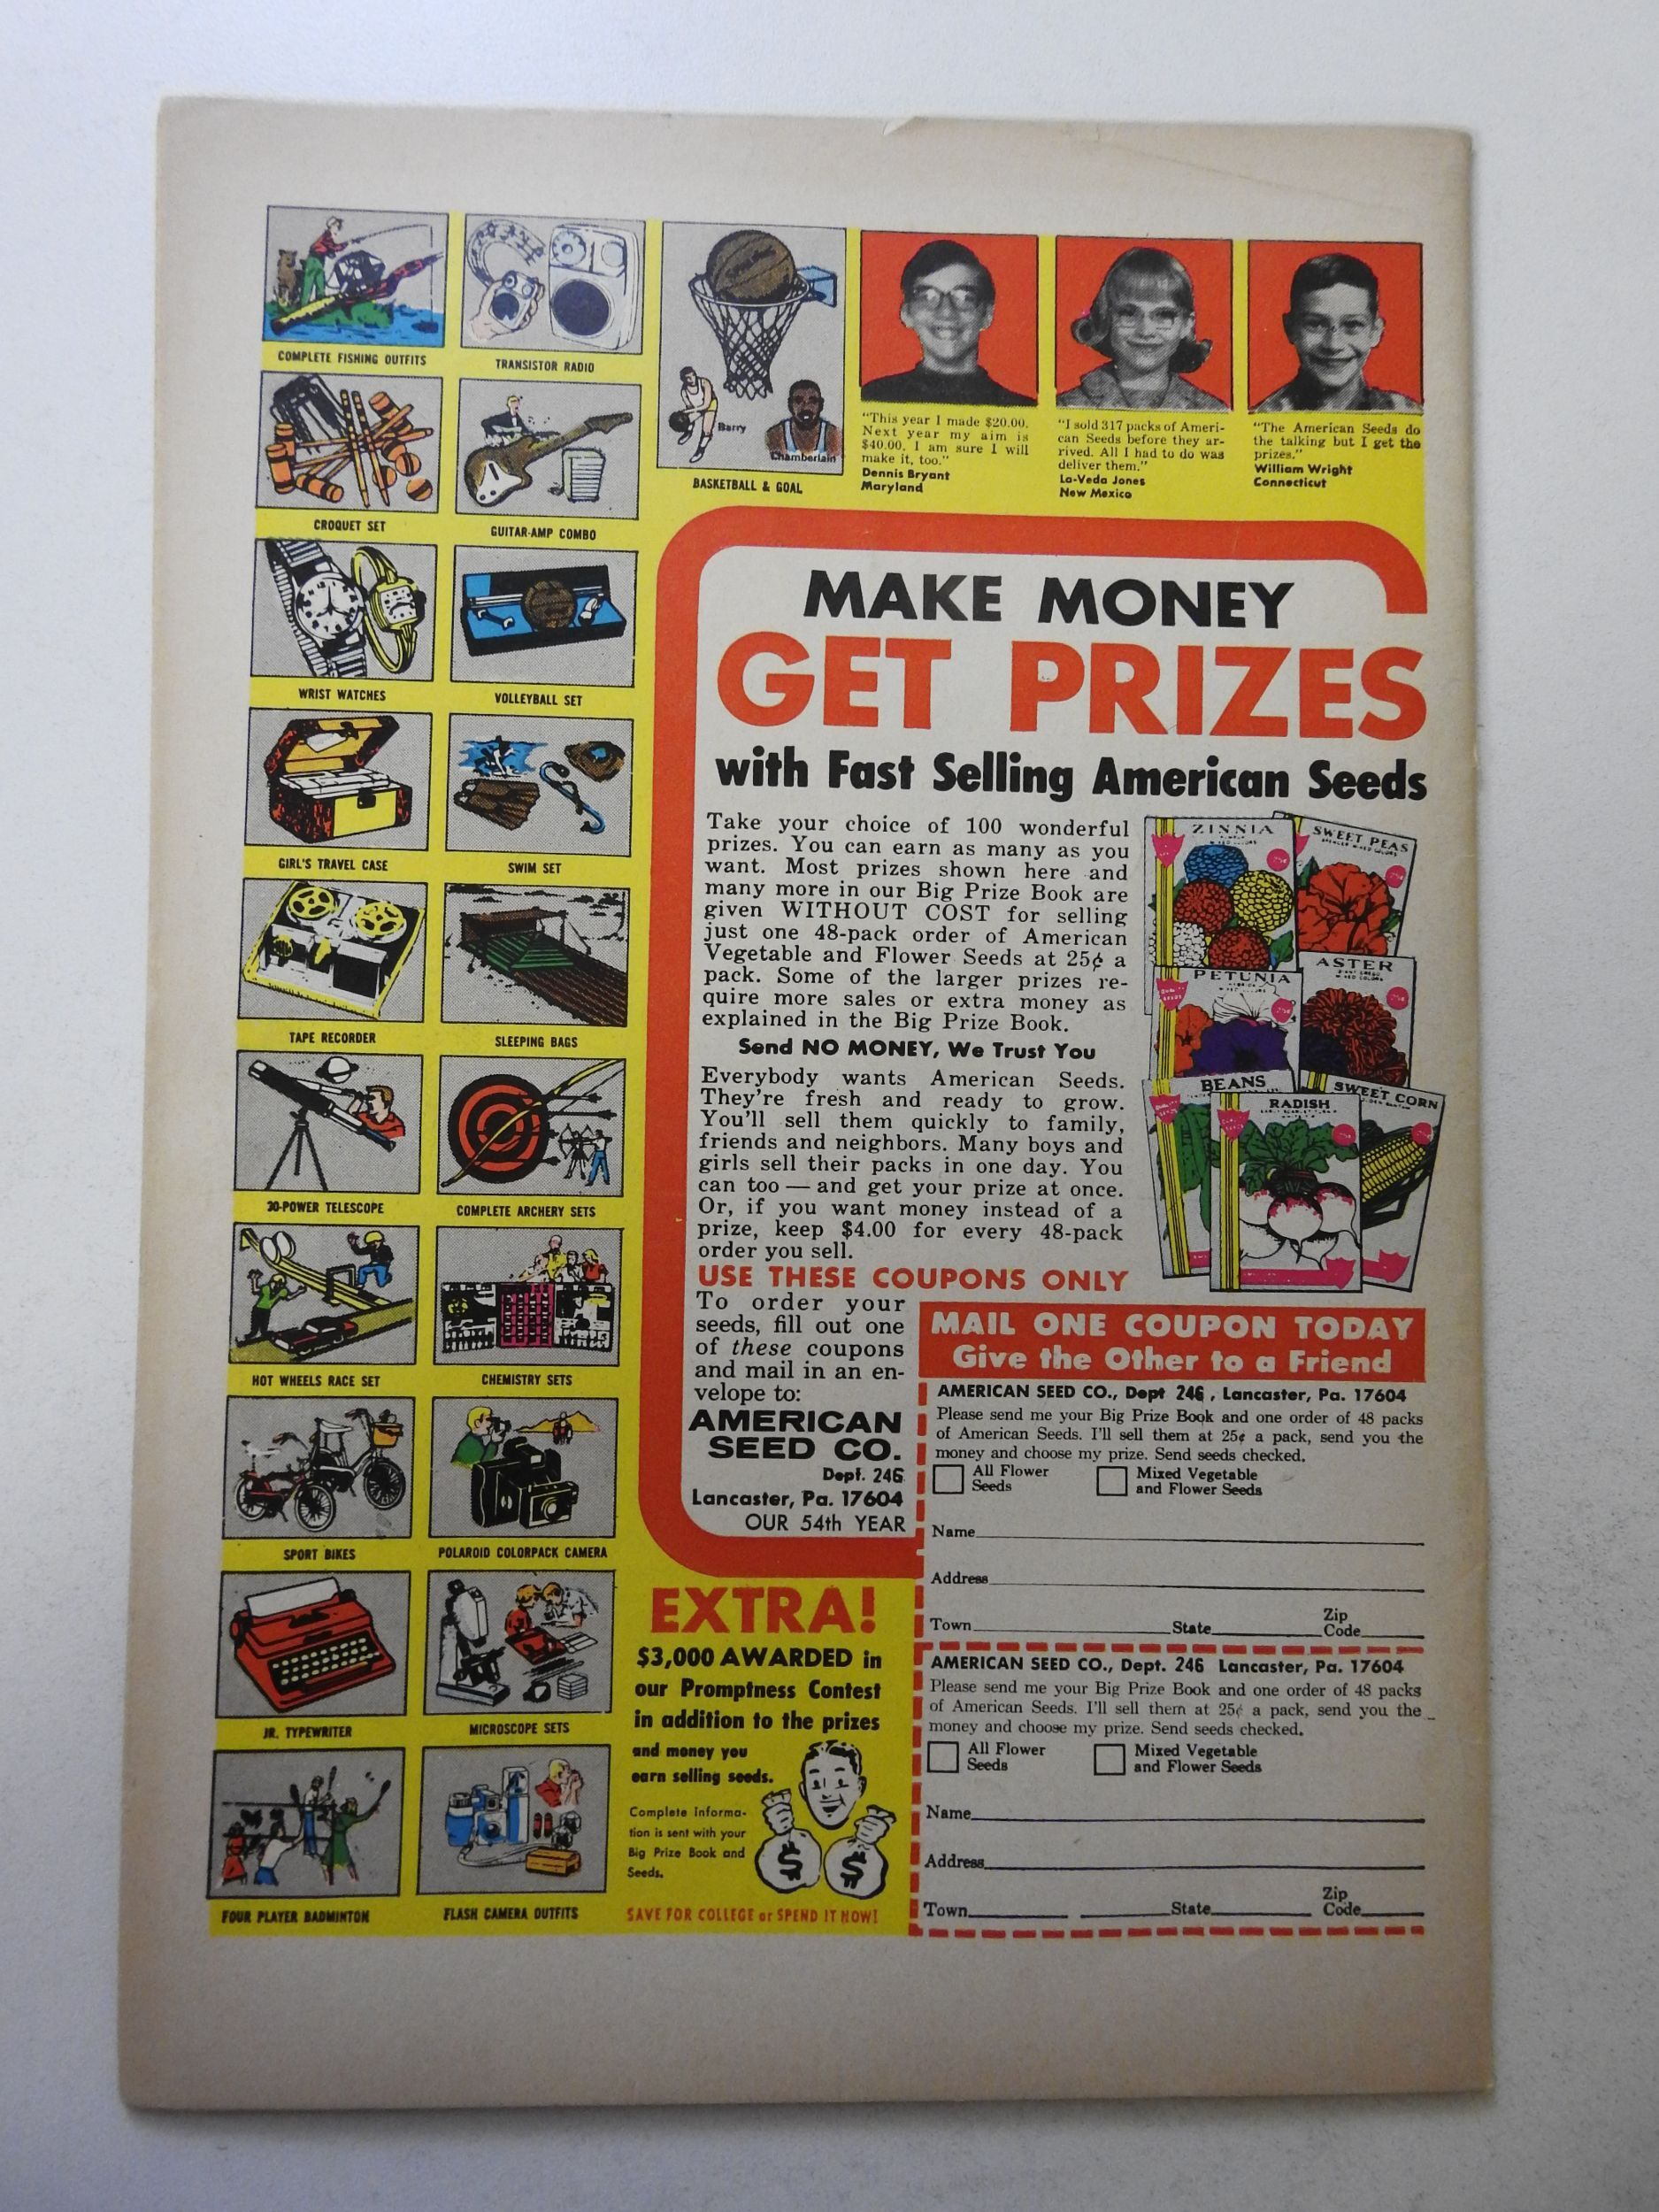 COMPLETE FISHING OUTFITS
TRANSISTOR RADIO
Barry
Chamberlain
BASKETBALL & GOAL
CROQUET SET
GUITAR-AMP COMBO
WRIST WATCHES
VOLLEYBALL SET
GIRL'S TRAVEL CASE
SWIM SET
TAPE RECORDER
SLEEPING BAGS
30-POWER TELESCOPE
COMPLETE ARCHERY SETS
HOT WHEELS RACE SET
CHEMISTRY SETS
SPORT BIKES
POLAROID COLORPACK CAMERA
JR. TYPEWRITER
MICROSCOPE SETS
FOUR PLAYER BADMINTON
FLASH CAMERA OUTFITS
"This year I made $20.00.
Next year my aim is
$40.00. I am sure I will
make it, too."
Dennis Bryant
Maryland
"I sold 317 packs of Ameri-
can Seeds before they ar-
rived. All I had to do was
deliver them."
La-Veda Jones
New Mexico
"The American Seeds do
the talking but I get the
prizes."
William Wright
Connecticut
MAKE MONEY
GET PRIZES
with Fast Selling American Seeds
Take your choice of 100 wonderful
prizes. You can earn as many as you
want. Most prizes shown here and
many more in our Big Prize Book are
given WITHOUT COST for selling
just one 48-pack order of American
Vegetable and Flower Seeds at 25¢ a
pack. Some of the larger prizes re-
quire more sales or extra money as
explained in the Big Prize Book.
Send NO MONEY, We Trust You
Everybody wants American Seeds.
They're fresh and ready to grow.
You'll sell them quickly to family,
friends and neighbors. Many boys and
girls sell their packs in one day. You
can too — and get your prize at once.
Or, if you want money instead of a
prize, keep $4.00 for every 48-pack
order you sell.
ZINNIA
SWEET PEAS
PETUNIA
ASTER
BEANS
RADISH
SWEET CORN
USE THESE COUPONS ONLY
To order your
seeds, fill out one
of these coupons
and mail in an en-
velope to:
AMERICAN
SEED CO.
Dept. 246
Lancaster, Pa. 17604
OUR 54th YEAR
MAIL ONE COUPON TODAY
Give the Other to a Friend
AMERICAN SEED CO., Dept 246, Lancaster, Pa. 17604
Please send me your Big Prize Book and one order of 48 packs
of American Seeds. I'll sell them at 25¢ a pack, send you the
money and choose my prize. Send seeds checked.
All Flower
Seeds
Mixed Vegetable
and Flower Seeds
Name
Address
Town State Zip
Code
AMERICAN SEED CO., Dept. 246 Lancaster, Pa. 17604
Please send me your Big Prize Book and one order of 48 packs
of American Seeds. I'll sell them at 25¢ a pack, send you the
money and choose my prize. Send seeds checked.
All Flower
Seeds
Mixed Vegetable
and Flower Seeds
Name
Address
Town State Zip
Code
EXTRA!
$3,000 AWARDED in
our Promptness Contest
in addition to the prizes
and money you
earn selling seeds.
Complete Informa-
tion is sent with your
Big Prize Book and
Seeds.
$ $
SAVE FOR COLLEGE or SPEND IT NOW!